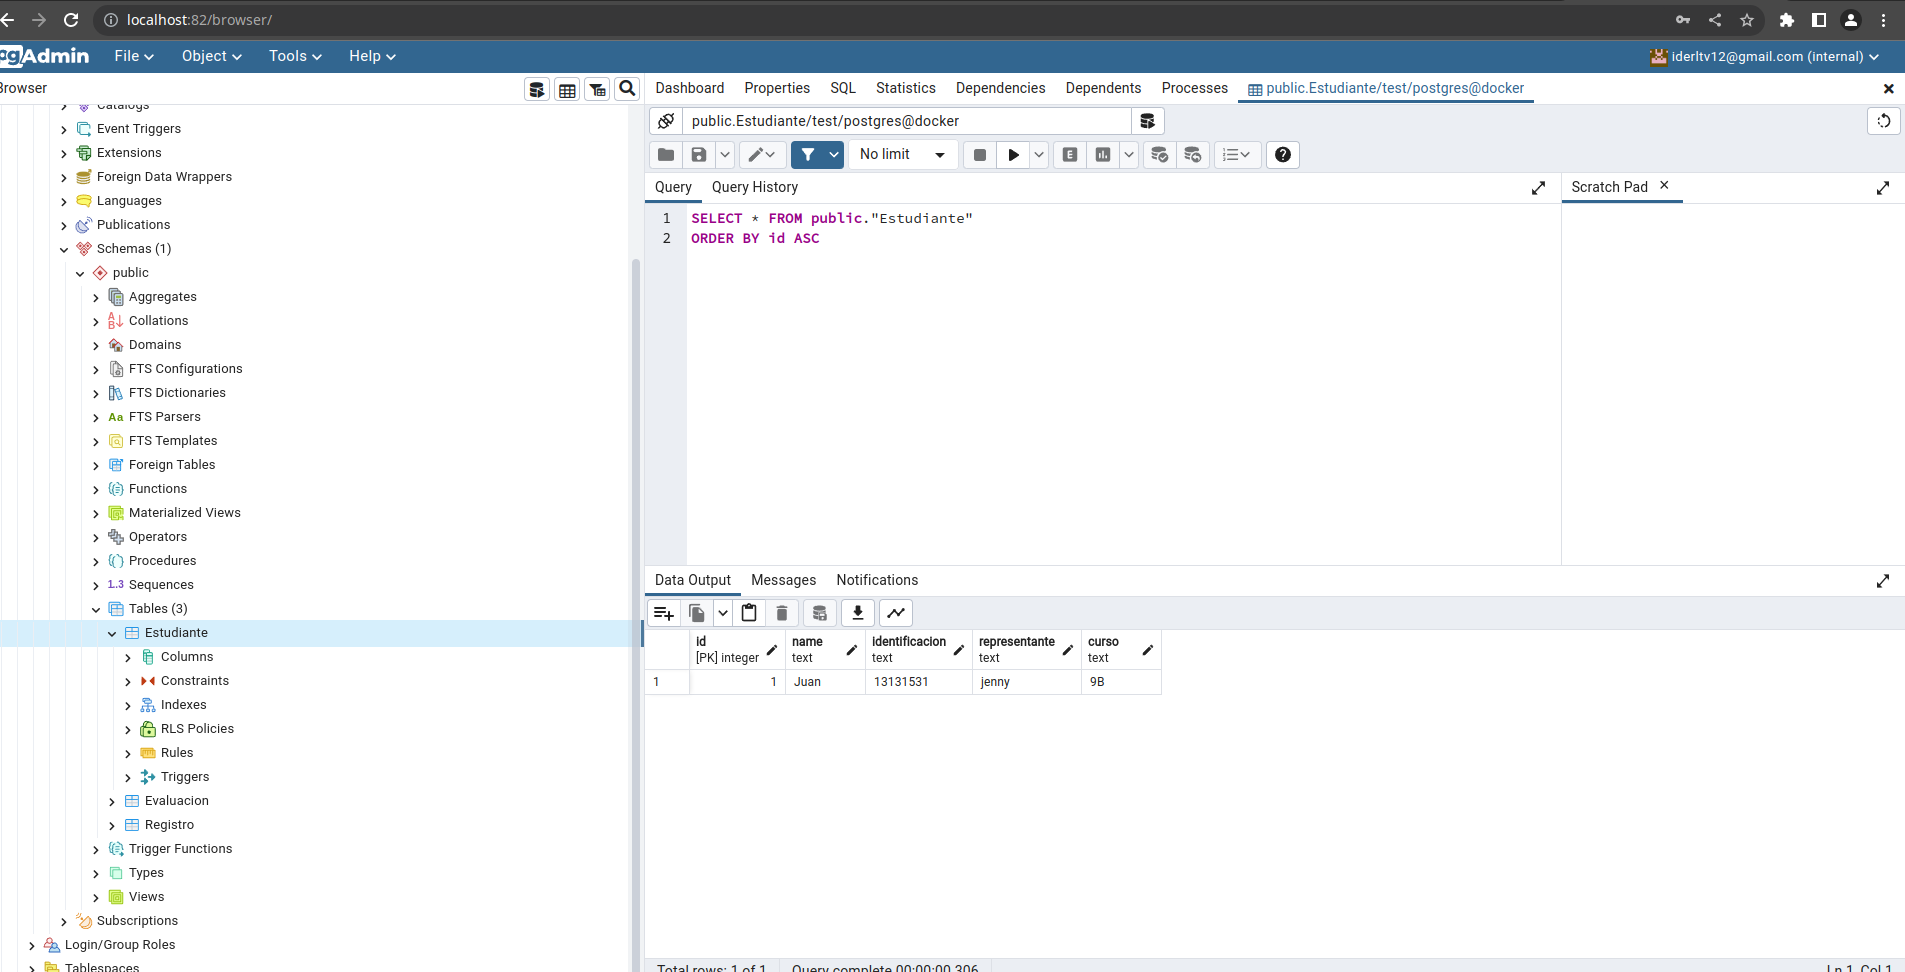 localhost:82/browser/
pgAdmin File Object Tools Help iderltv12@gmail.com (internal)
Browser
Dashboard Properties SQL Statistics Dependencies Dependents Processes public.Estudiante/test/postgres@docker
Catalogs
Event Triggers
Extensions
Foreign Data Wrappers
Languages
Publications
Schemas (1)
public
Aggregates
Collations
Domains
FTS Configurations
FTS Dictionaries
Aa FTS Parsers
FTS Templates
Foreign Tables
Functions
Materialized Views
Operators
Procedures
1..3 Sequences
Tables (3)
Estudiante
Columns
Constraints
Indexes
RLS Policies
Rules
Triggers
Evaluacion
Registro
Trigger Functions
Types
Views
Subscriptions
Login/Group Roles
Tablespaces
public.Estudiante/test/postgres@docker
No limit E
Query Query History Scratch Pad
1 SELECT * FROM public."Estudiante"
2 ORDER BY id ASC
Data Output Messages Notifications
id name identificacion representante curso
[PK] integer text text text text
1 1 Juan 13131531 jenny 9B
Total rows: 1 of 1 Query complete 00:00:00.306 Ln 1, Col 1